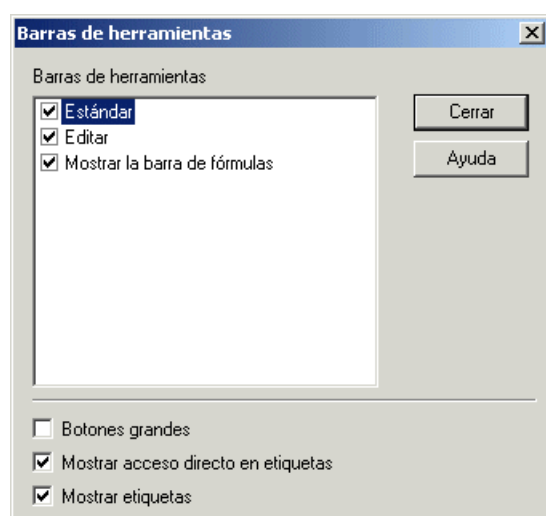 Barras de herramientas
Barras de herramientas
Estándar
Editar
Mostrar la barra de fórmulas
Cerrar
Ayuda
Botones grandes
Mostrar acceso directo en etiquetas
Mostrar etiquetas